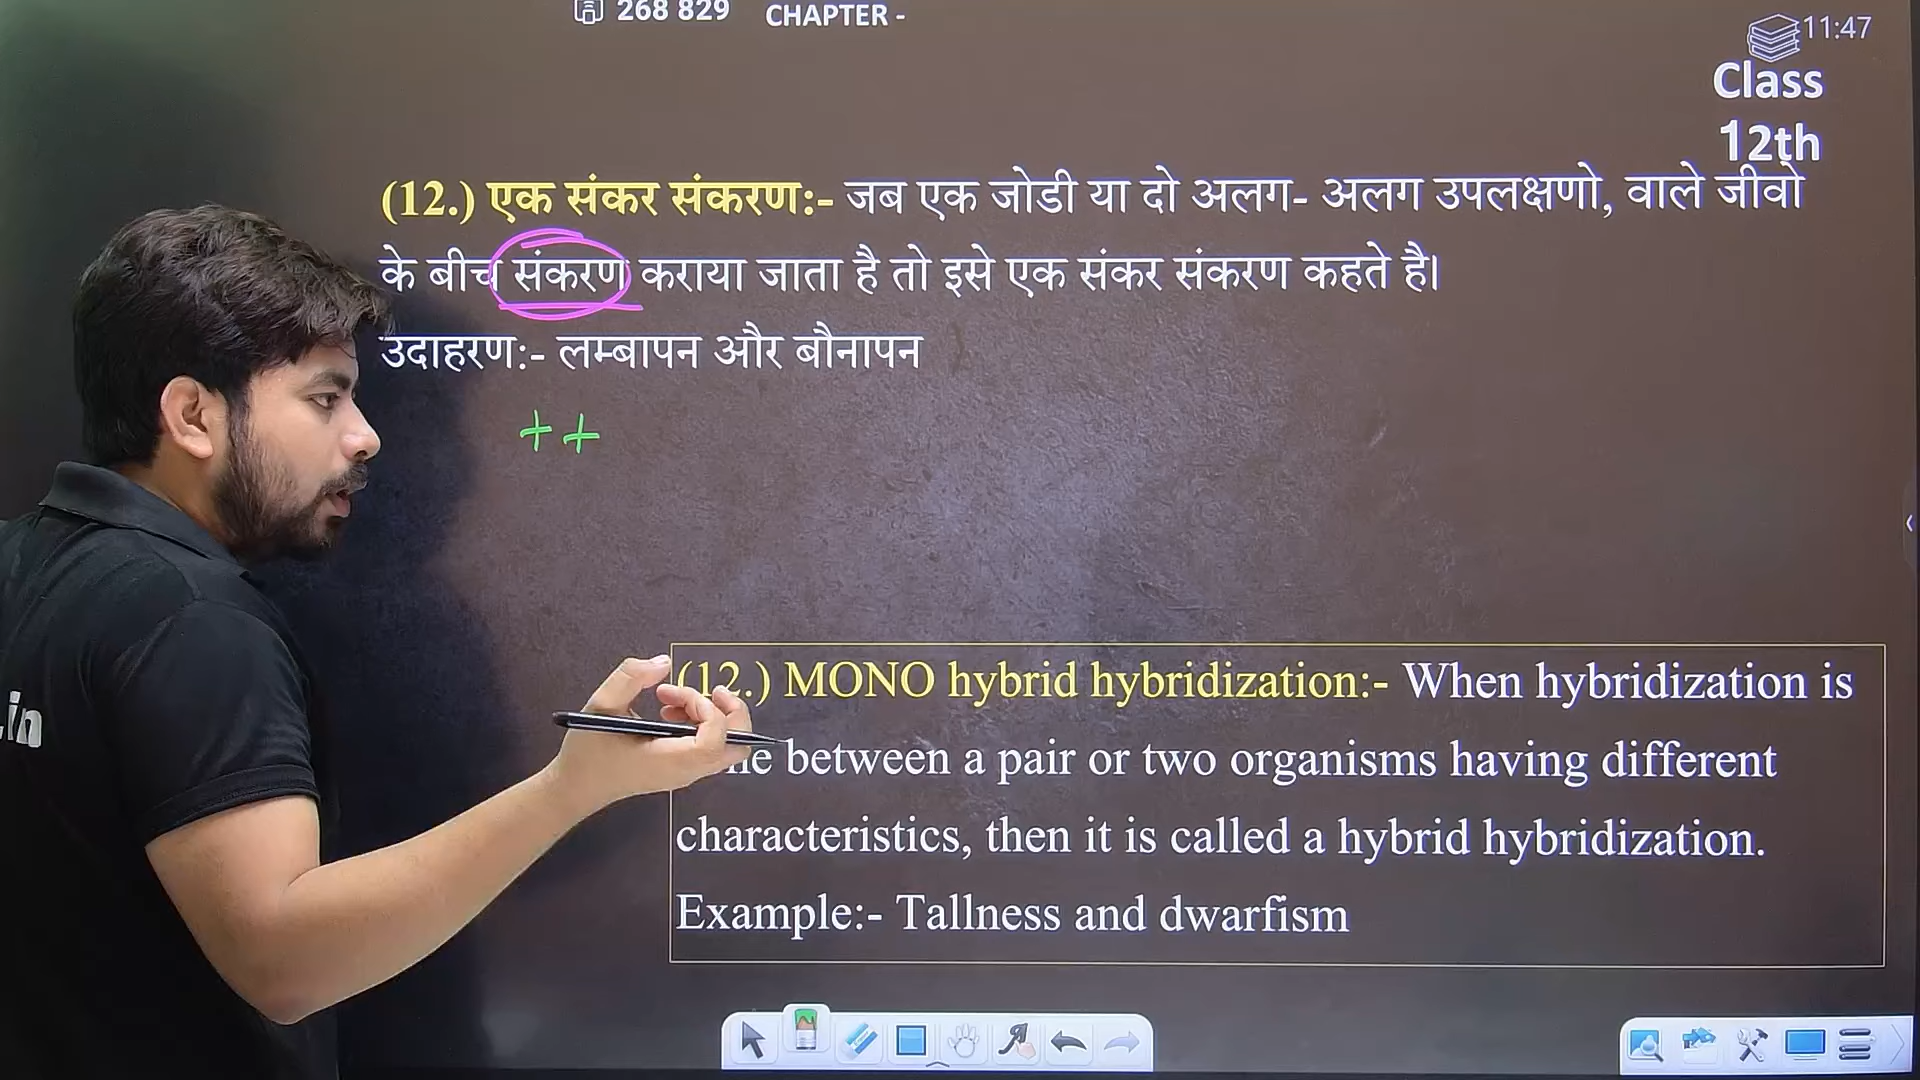 268 829 CHAPTER -
11:47
Class
12th
(12.) एक संकर संकरण:- जब एक जोडी या दो अलग- अलग उपलक्षणो, वाले जीवो
के बीच संकरण कराया जाता है तो इसे एक संकर संकरण कहते है।
उदाहरण:- लम्बापन और बौनापन
++
(12.) MONO hybrid hybridization:- When hybridization is
between a pair or two organisms having different
characteristics, then it is called a hybrid hybridization.
Example:- Tallness and dwarfism
.in